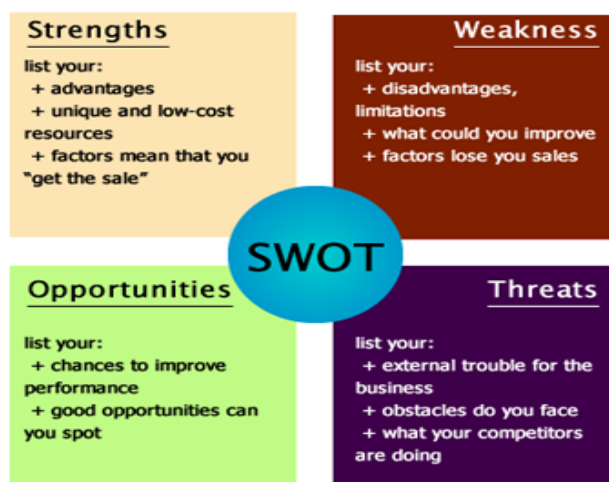 Strengths
list your:
+ advantages
+ unique and low-cost
resources
+ factors mean that you
“get the sale”
Weakness
list your:
+ disadvantages,
limitations
+ what could you improve
+ factors lose you sales
SWOT
Opportunities
list your:
+ chances to improve
performance
+ good opportunities can
you spot
Threats
list your:
+ external trouble for the
business
+ obstacles do you face
+ what your competitors
are doing